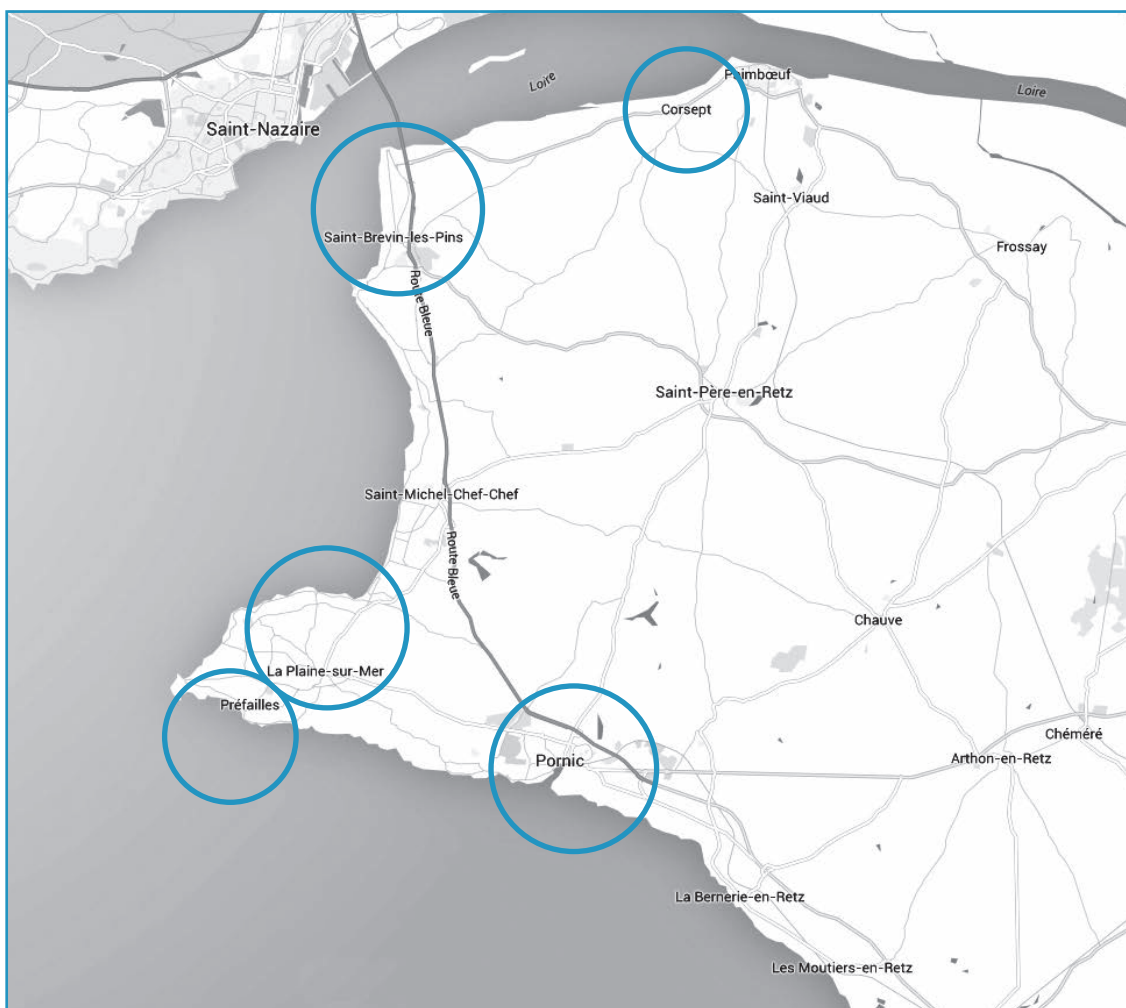 Paimbœuf
Loire
Loire
Corsept
Saint-Nazaire
Saint-Viaud
Saint-Brevin-les-Pins
Frossay
Route Bleue
Saint-Père-en-Retz
Saint-Michel-Chef-Chef
Route Bleue
Chauve
La Plaine-sur-Mer
Préfailles
Chéméré
Pornic
Arthon-en-Retz
La Bernerie-en-Retz
Les Moutiers-en-Retz